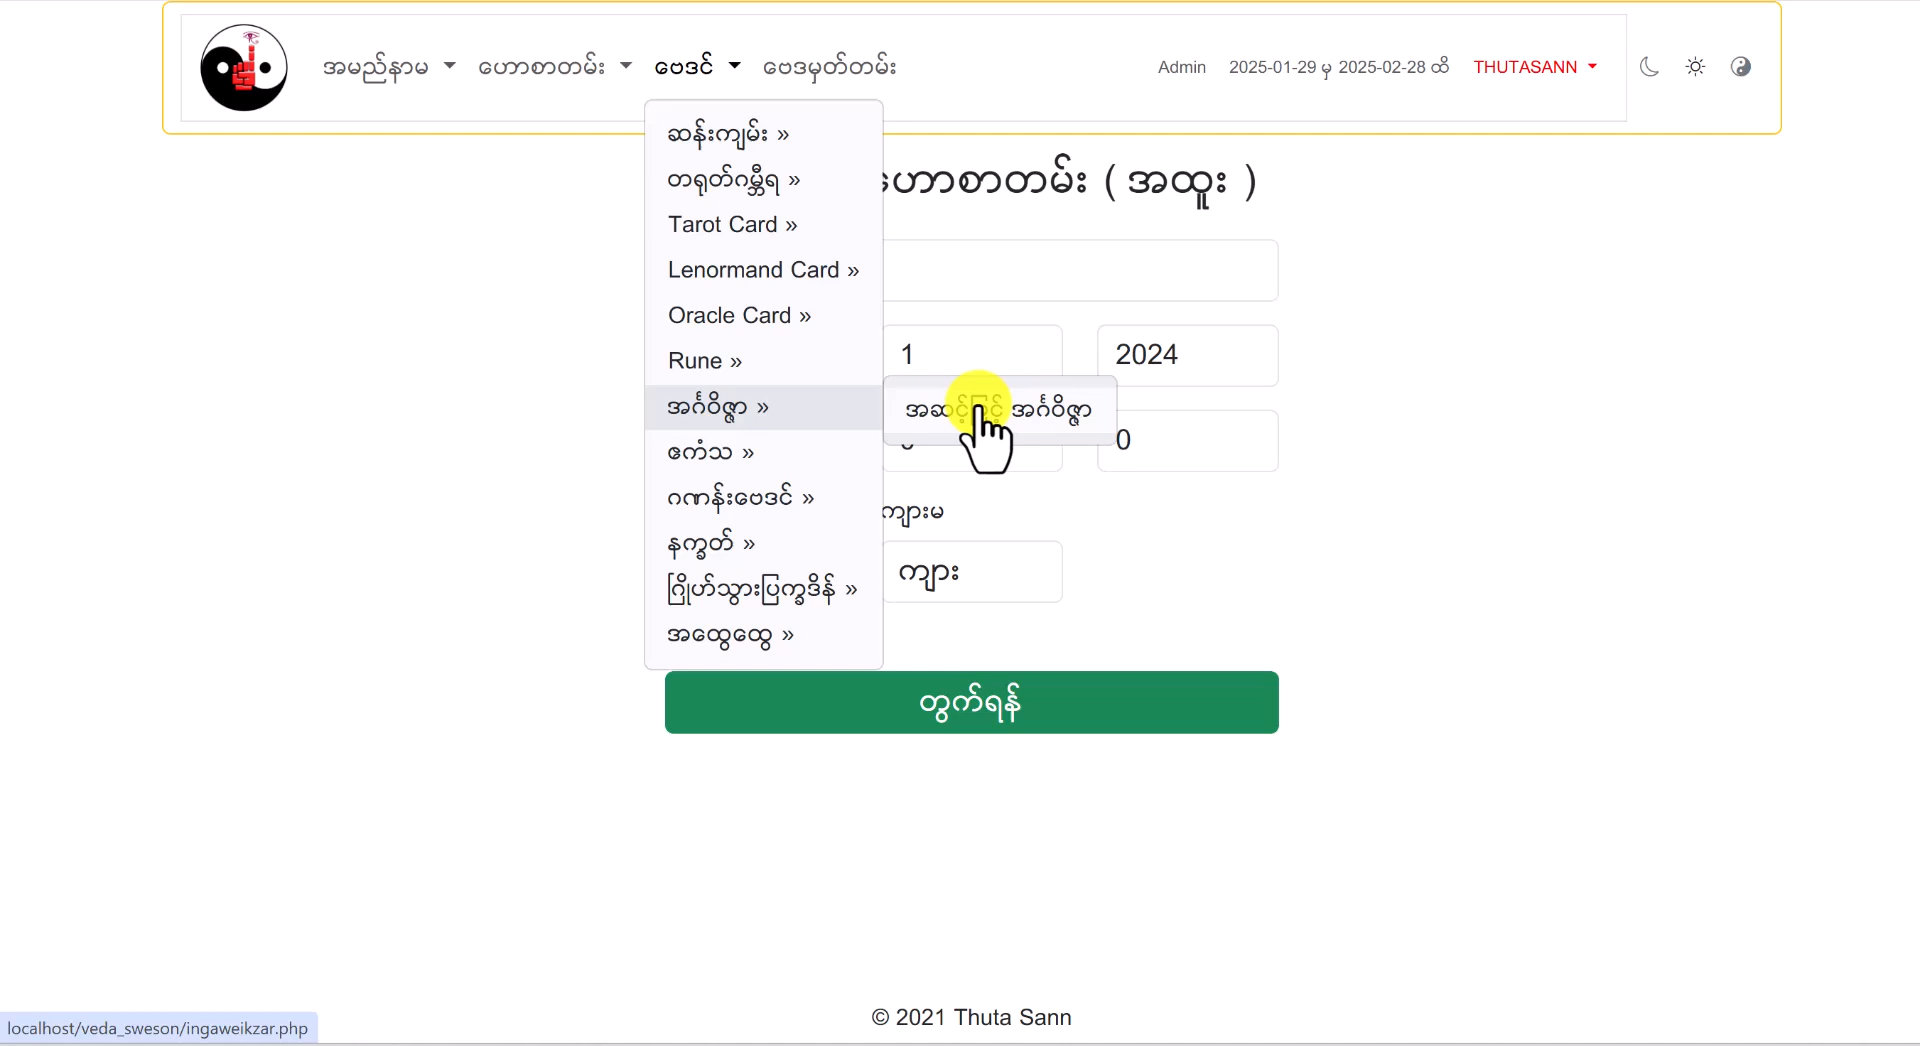 အမည်နာမ ဟောစာတမ်း ဗေဒင် ဗေဒမှတ်တမ်း Admin 2025-01-29 မှ 2025-02-28 ထိ THUTASANN
ဆန်းကျမ်း »
တရုတ်ဂမ္ဘီရ »
ဟောစာတမ်း ( အထူး )
Tarot Card »
Lenormand Card »
Oracle Card »
Rune »
1 2024
အင်္ဂဝိဇ္ဇာ »
အင်္ဂဝိဇ္ဇာ
0
ဧကံသ »
ဂဏန်းဗေဒင် »
ကျားမ
နက္ခတ် »
ကျား
ဂြိုဟ်သွားပြက္ခဒိန် »
အထွေထွေ »
တွက်ရန်
© 2021 Thuta Sann
localhost/veda_sweson/ingaweikzar.php